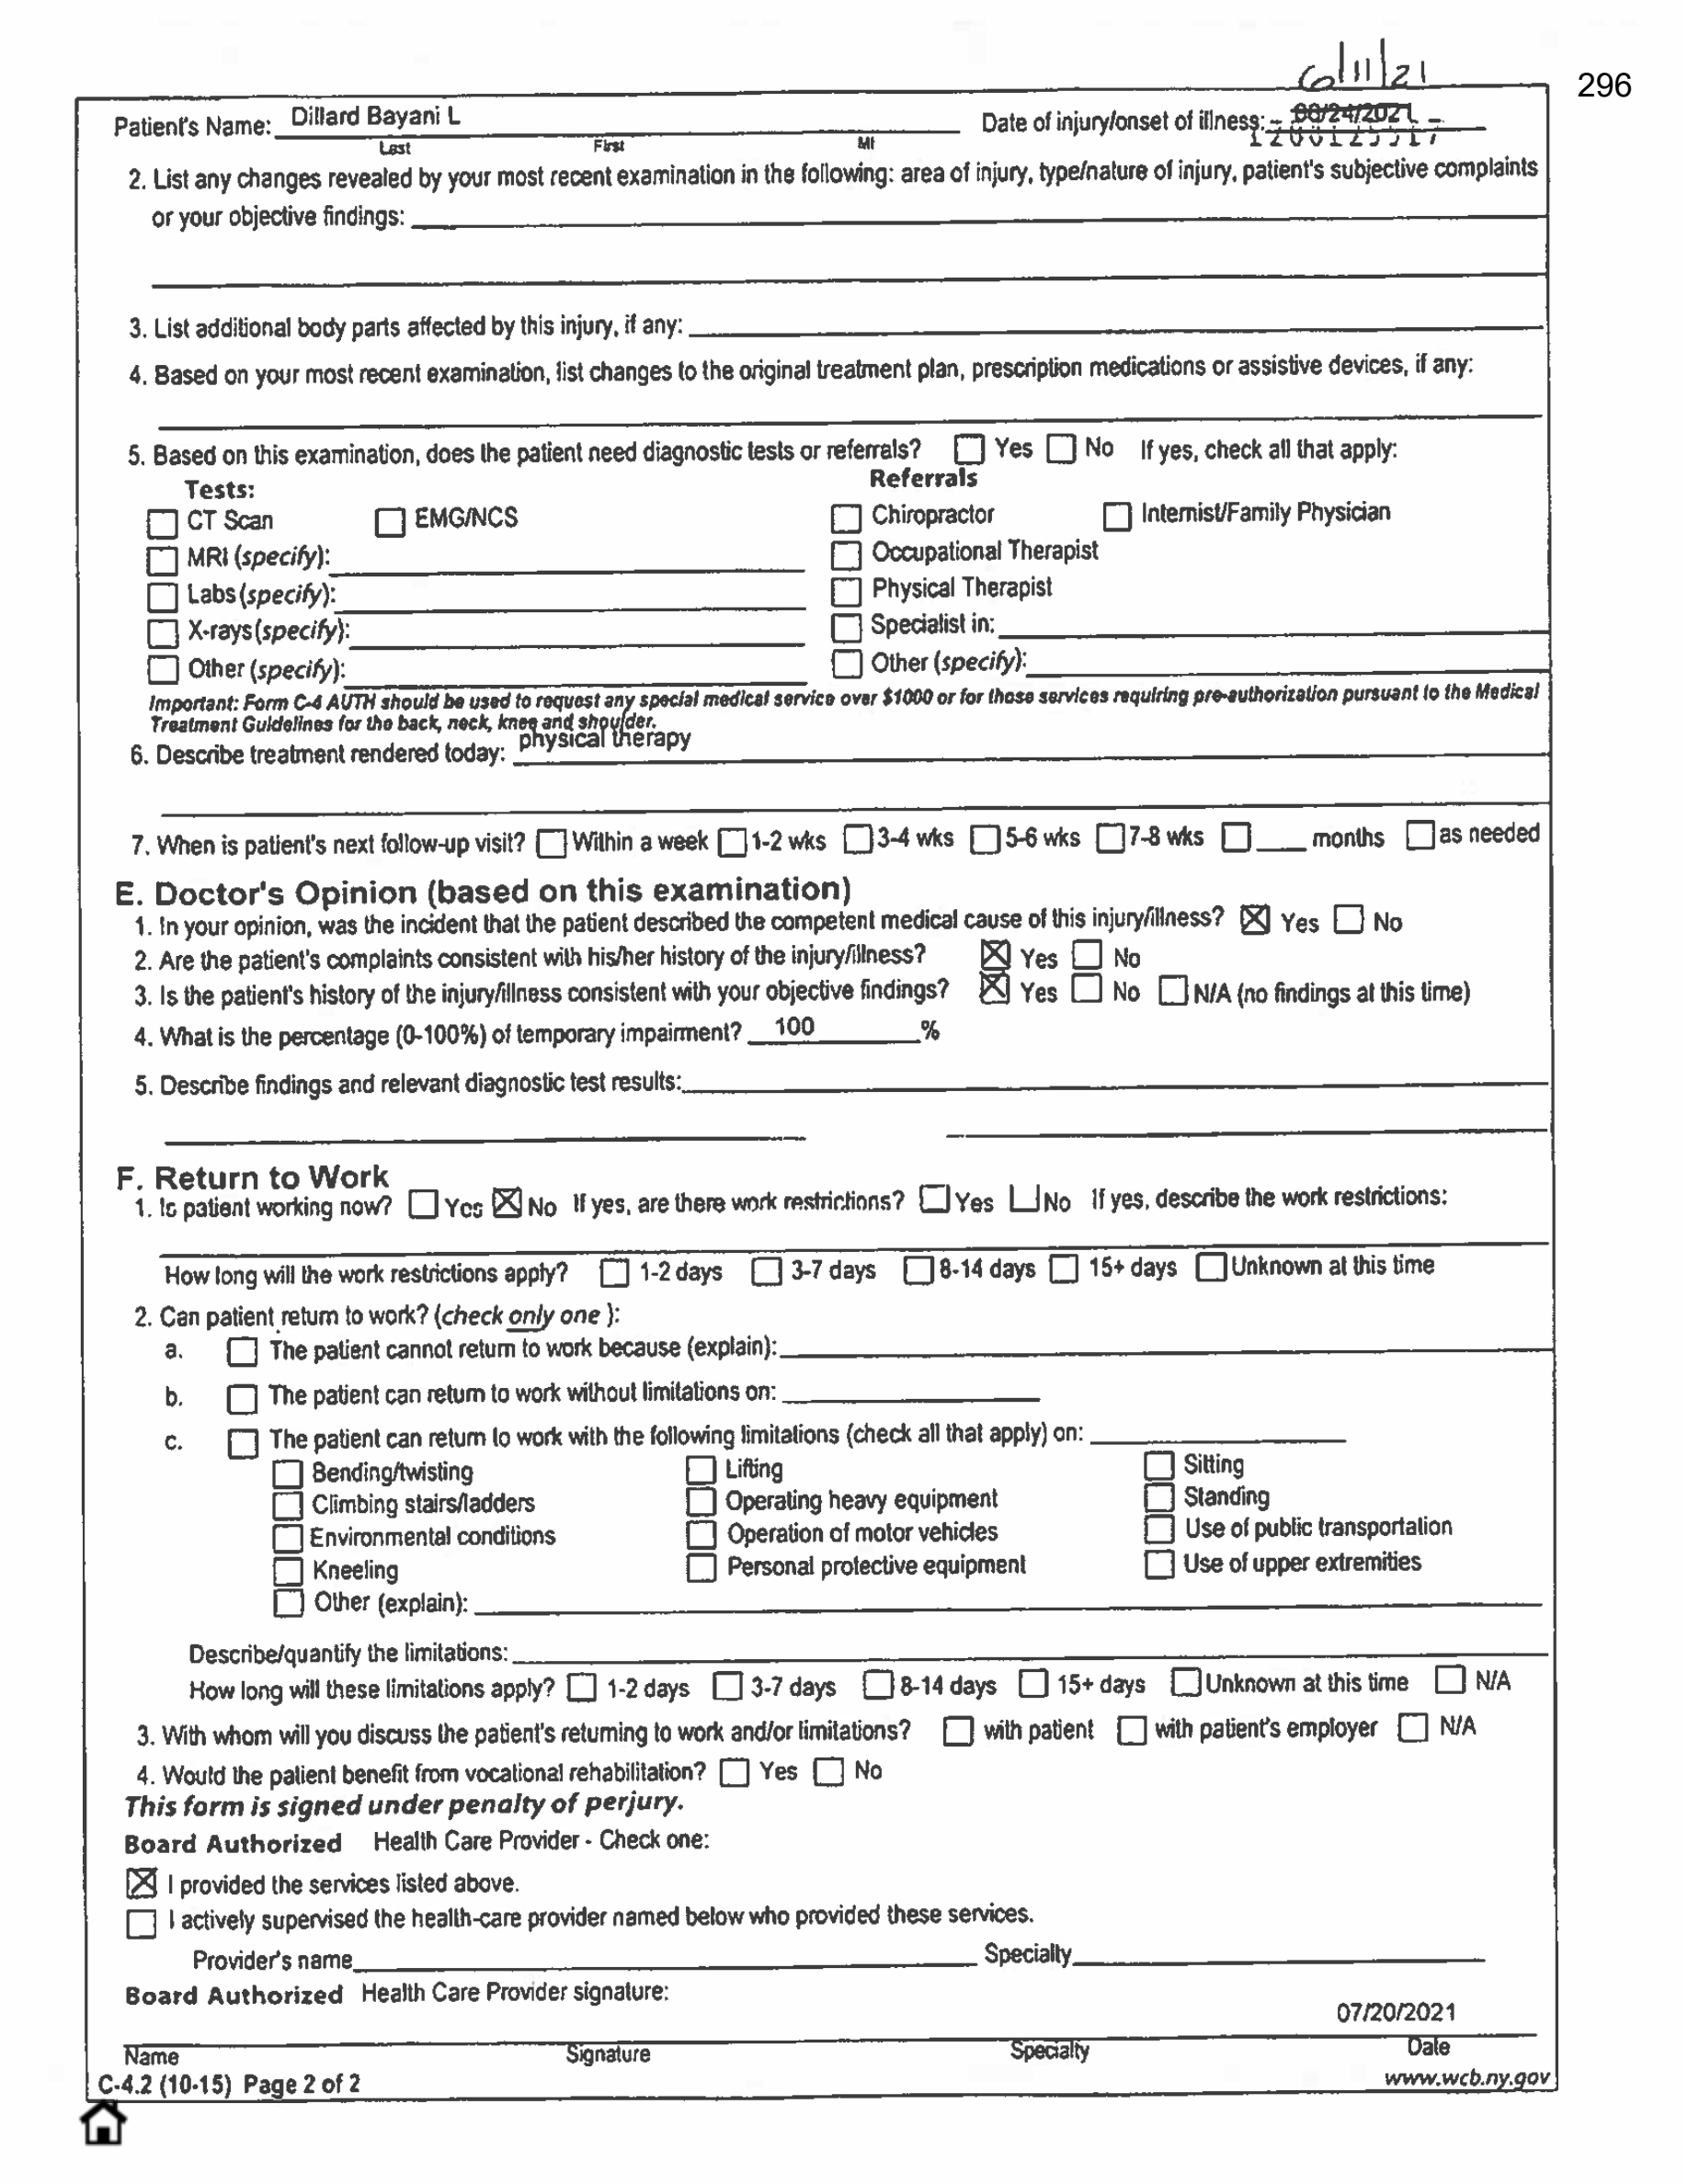 6/11/21
296
Patient's Name: Dillard Bayani L Date of injury/onset of illness: 06/24/2021
Last First MI
2. List any changes revealed by your most recent examination in the following: area of injury, type/nature of injury, patient's subjective complaints
or your objective findings:
3. List additional body parts affected by this injury, if any:
4. Based on your most recent examination, list changes to the original treatment plan, prescription medications or assistive devices, if any:
5. Based on this examination, does the patient need diagnostic tests or referrals? Yes No If yes, check all that apply:
Tests: Referrals
CT Scan EMG/NCS Chiropractor Internist/Family Physician
MRI (specify): Occupational Therapist
Labs (specify): Physical Therapist
X-rays (specify): Specialist in:
Other (specify): Other (specify):
Important: Form C-4 AUTH should be used to request any special medical service over $1000 or for those services requiring pre-authorization pursuant to the Medical
Treatment Guidelines for the back, neck, knee and shoulder.
6. Describe treatment rendered today: physical therapy
7. When is patient's next follow-up visit? Within a week 1-2 wks 3-4 wks 5-6 wks 7-8 wks ___ months as needed
E. Doctor's Opinion (based on this examination)
1. In your opinion, was the incident that the patient described the competent medical cause of this injury/illness? ☒ Yes No
2. Are the patient's complaints consistent with his/her history of the injury/illness? ☒ Yes No
3. Is the patient's history of the injury/illness consistent with your objective findings? ☒ Yes No N/A (no findings at this time)
4. What is the percentage (0-100%) of temporary impairment? 100 %
5. Describe findings and relevant diagnostic test results:
F. Return to Work
1. Is patient working now? Yes ☒ No If yes, are there work restrictions? Yes No If yes, describe the work restrictions:
How long will the work restrictions apply? 1-2 days 3-7 days 8-14 days 15+ days Unknown at this time
2. Can patient return to work? (check only one ):
a. The patient cannot return to work because (explain):
b. The patient can return to work without limitations on:
c. The patient can return to work with the following limitations (check all that apply) on:
Bending/twisting Lifting Sitting
Climbing stairs/ladders Operating heavy equipment Standing
Environmental conditions Operation of motor vehicles Use of public transportation
Kneeling Personal protective equipment Use of upper extremities
Other (explain):
Describe/quantify the limitations:
How long will these limitations apply? 1-2 days 3-7 days 8-14 days 15+ days Unknown at this time N/A
3. With whom will you discuss the patient's returning to work and/or limitations? with patient with patient's employer N/A
4. Would the patient benefit from vocational rehabilitation? Yes No
This form is signed under penalty of perjury.
Board Authorized Health Care Provider - Check one:
☒ I provided the services listed above.
I actively supervised the health-care provider named below who provided these services.
Provider's name Specialty
Board Authorized Health Care Provider signature:
07/20/2021
Name Signature Specialty Date
C-4.2 (10-15) Page 2 of 2 www.wcb.ny.gov